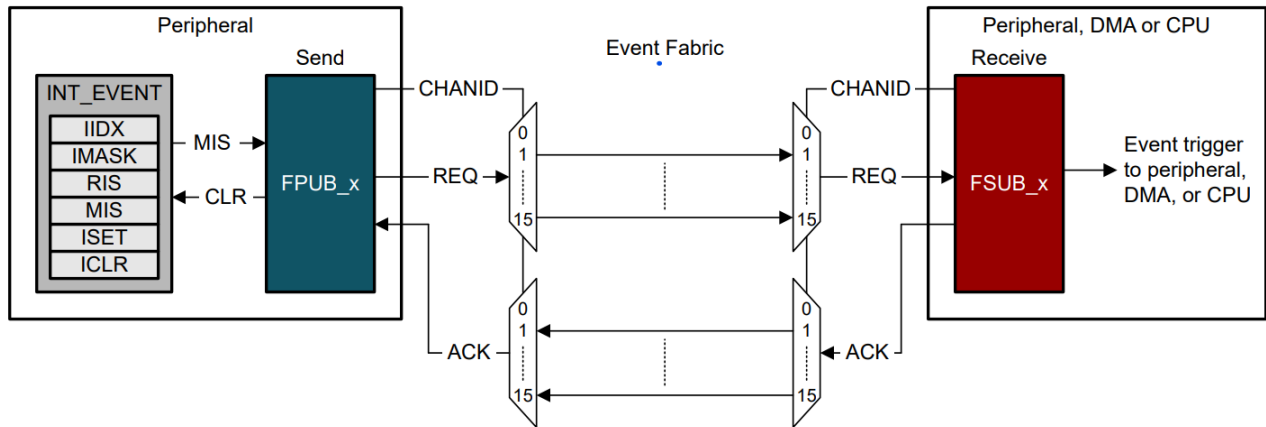 Peripheral
Send
INT_EVENT
IIDX
IMASK
RIS
MIS
ISET
ICLR
MIS
CLR
FPUB_x
CHANID
REQ
ACK
Event Fabric
0
1
15
0
1
15
0
1
15
0
1
15
Peripheral, DMA or CPU
Receive
CHANID
REQ
ACK
FSUB_x
Event trigger
to peripheral,
DMA, or CPU